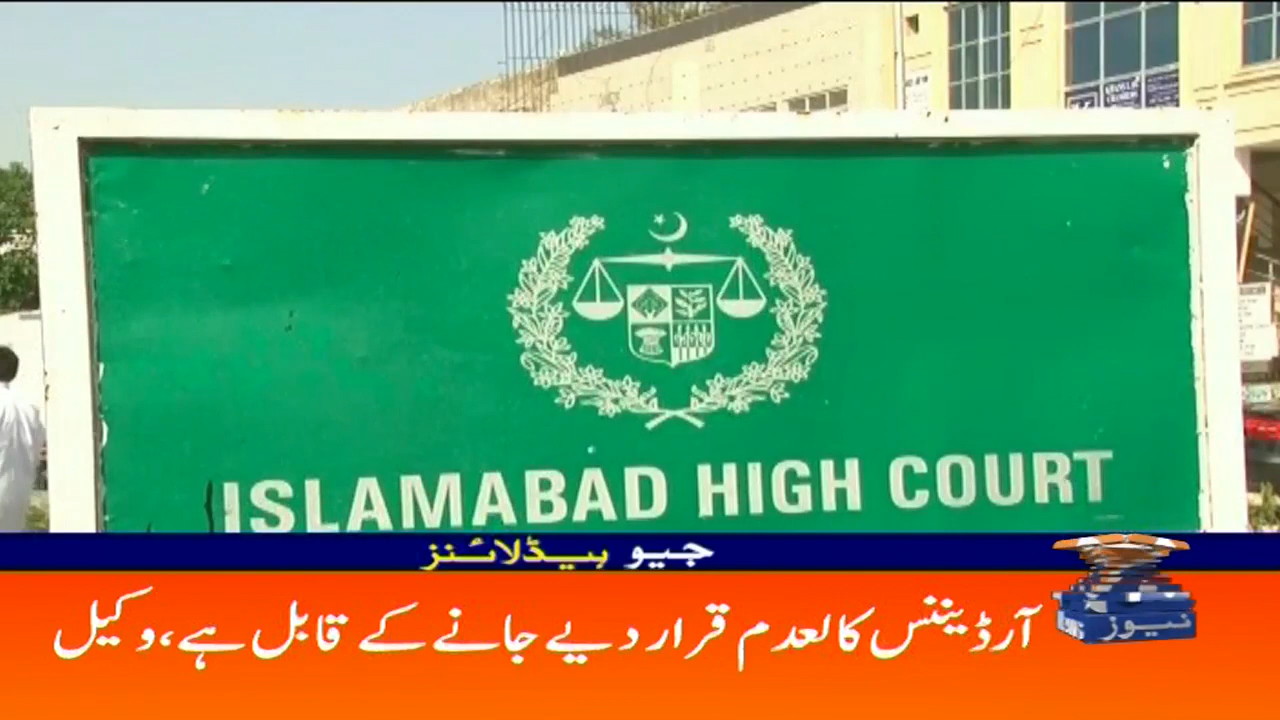 ISLAMABAD HIGH COURT
جیو ہیڈلائنز
آرڈیننس کالعدم قرار دیے جانے کے قابل ہے، وکیل
نیوز